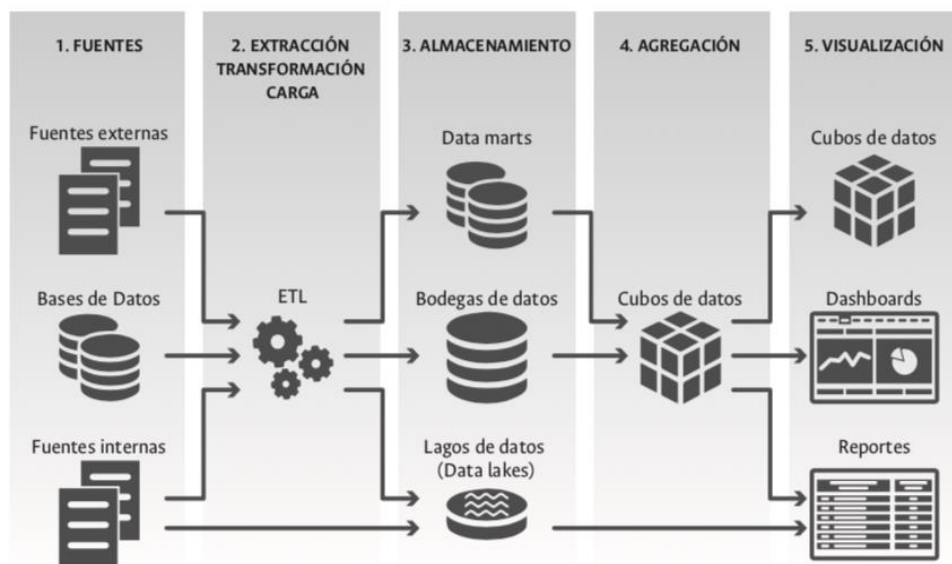 1. FUENTES
2. EXTRACCIÓN
TRANSFORMACIÓN
CARGA
3. ALMACENAMIENTO
4. AGREGACIÓN
5. VISUALIZACIÓN
Fuentes externas
Data marts
Cubos de datos
Bases de Datos
ETL
Bodegas de datos
Cubos de datos
Dashboards
Fuentes internas
Lagos de datos
(Data lakes)
Reportes